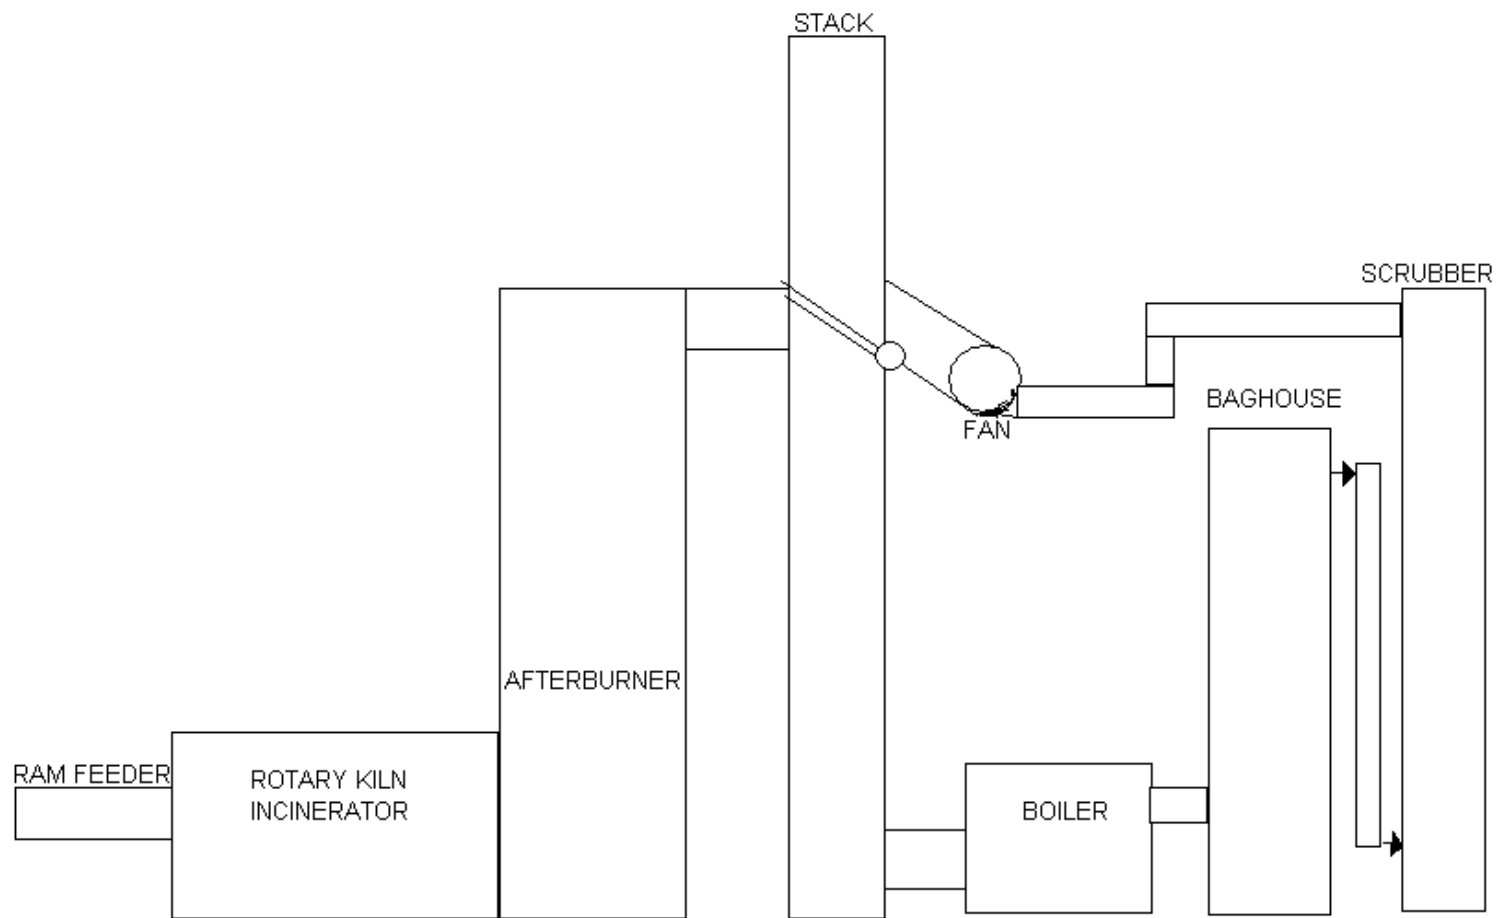 STACK
SCRUBBER
BAGHOUSE
FAN
AFTERBURNER
RAM FEEDER
ROTARY KILN
INCINERATOR
BOILER